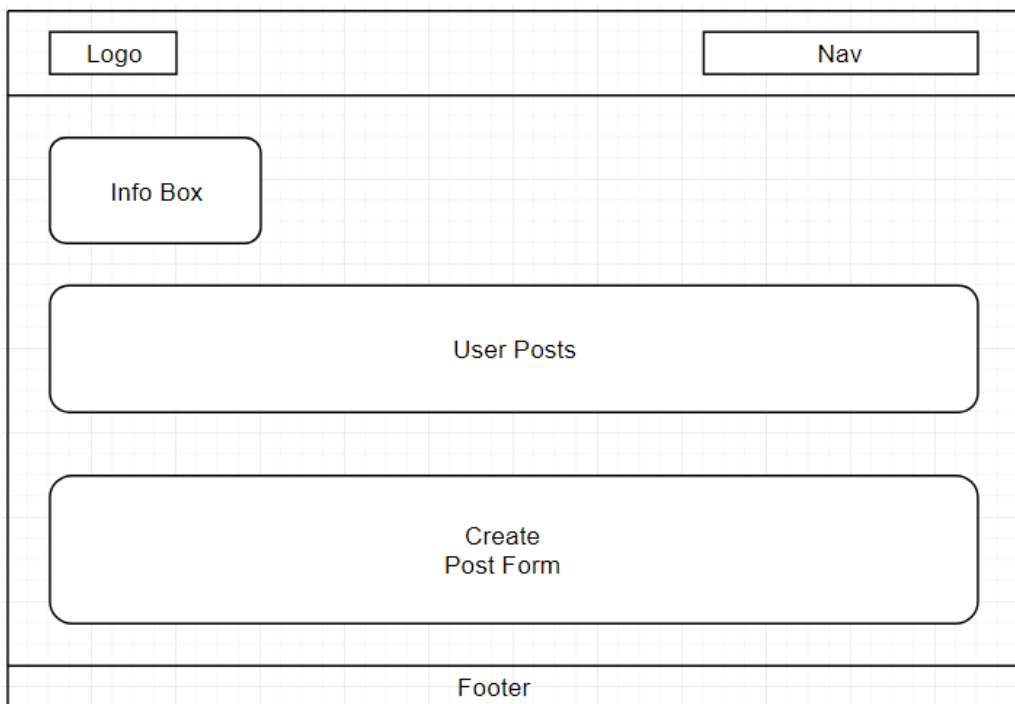 Logo
Nav
Info Box
User Posts
Create
Post Form
Footer